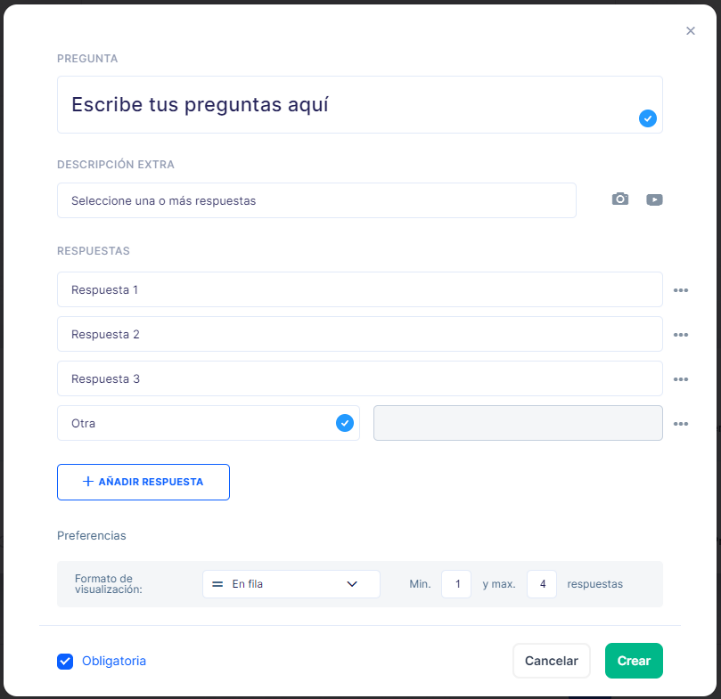 PREGUNTA
Escribe tus preguntas aquí
DESCRIPCIÓN EXTRA
Seleccione una o más respuestas
RESPUESTAS
Respuesta 1
Respuesta 2
Respuesta 3
Otra
AÑADIR RESPUESTA
Preferencias
Formato de
visualización:
En fila
Min. 1 y max. 4 respuestas
Obligatoria
Cancelar
Crear